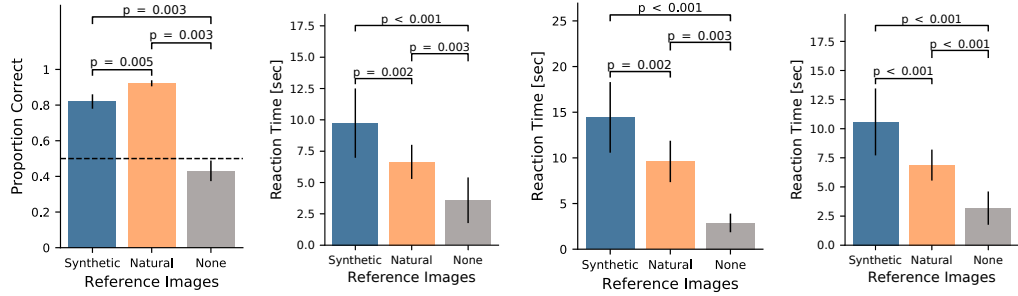 p = 0.003
p = 0.003
p = 0.005
1
0.8
0.6
0.4
0.2
0
Proportion Correct
Synthetic Natural None
Reference Images
p < 0.001
p = 0.003
p = 0.002
17.5
15.0
12.5
10.0
7.5
5.0
2.5
0.0
Reaction Time [sec]
Synthetic Natural None
Reference Images
p < 0.001
p = 0.003
p = 0.002
25
20
15
10
5
0
Reaction Time [sec]
Synthetic Natural None
Reference Images
p < 0.001
p < 0.001
p < 0.001
17.5
15.0
12.5
10.0
7.5
5.0
2.5
0.0
Reaction Time [sec]
Synthetic Natural None
Reference Images